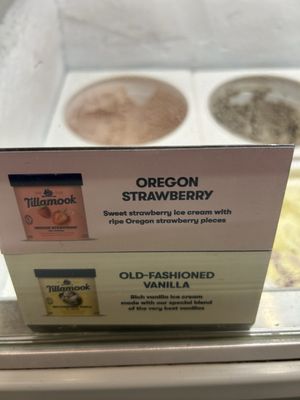 Tillamook
OREGON
STRAWBERRY
Sweet strawberry ice cream with
ripe Oregon strawberry pieces
Tillamook
OLD-FASHIONED
VANILLA
Rich vanilla ice cream
made with our special blend
of the very best vanillas